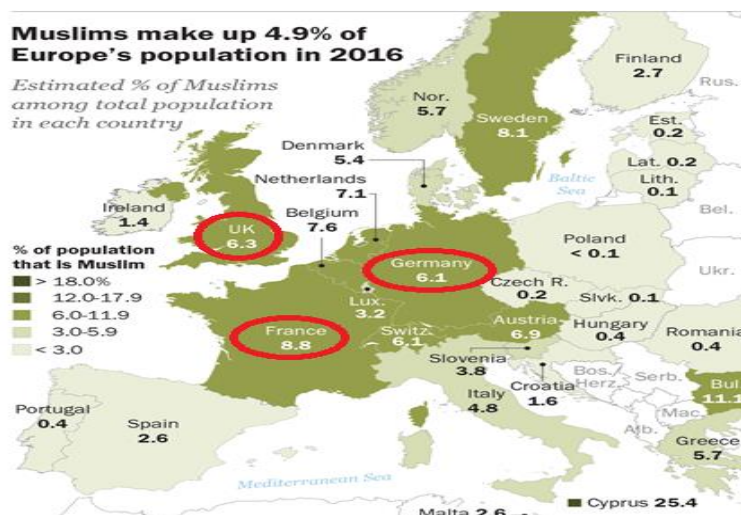 Muslims make up 4.9% of
Europe's population in 2016
Estimated % of Muslims
among total population
in each country
Finland
2.7
Nor.
5.7
Rus.
Sweden
8.1
Est.
0.2
Denmark
5.4
Lat. 0.2
Netherlands
7.1
Baltic
Sea
Lith.
0.1
Ireland
1.4
Belgium
7.6
Bel.
UK
6.3
Poland
< 0.1
% of population
that is Muslim
> 18.0%
12.0-17.9
6.0-11.9
3.0-5.9
< 3.0
Germany
6.1
Ukr.
Czech R.
0.2
Slvk. 0.1
Lux.
3.2
France
8.8
Switz.
6.1
Austria
6.9
Hungary
0.4
Romania
0.4
Slovenia
3.8
Croatia
1.6
Bos./
Herz.
Serb.
Bul.
11.1
Portugal
0.4
Spain
2.6
Italy
4.8
Mac.
Alb.
Greece
5.7
Mediterranean Sea
Malta 2.6
Cyprus 25.4